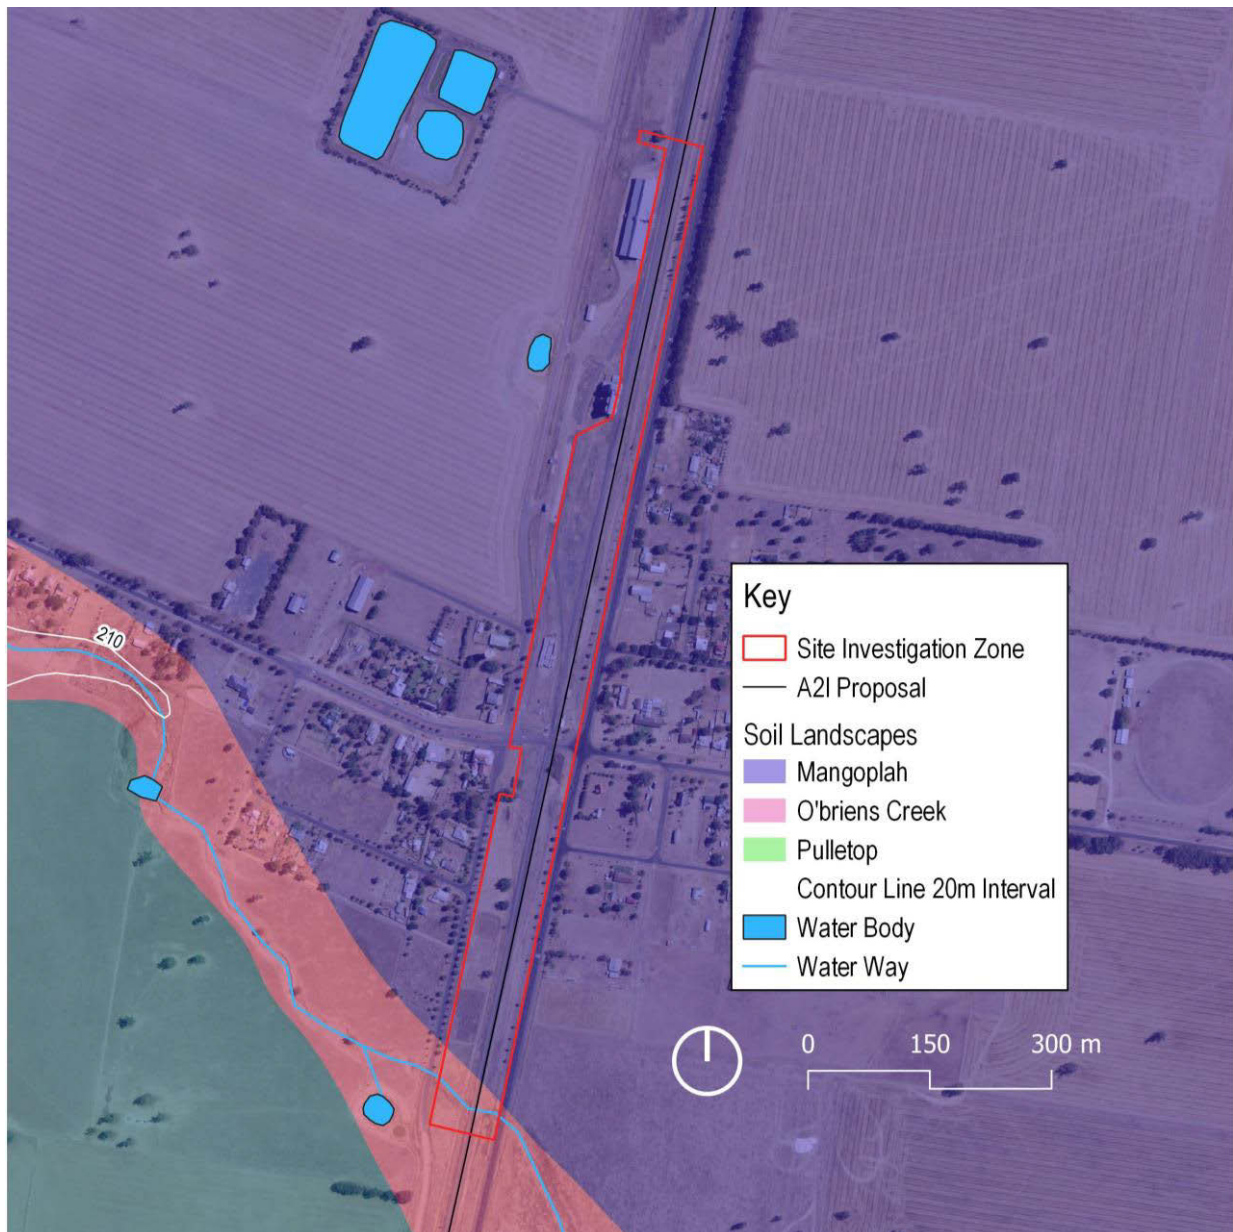 210
Key
Site Investigation Zone
A2I Proposal
Soil Landscapes
Mangoplah
O'briens Creek
Pulletop
Contour Line 20m Interval
Water Body
Water Way
0 150 300 m